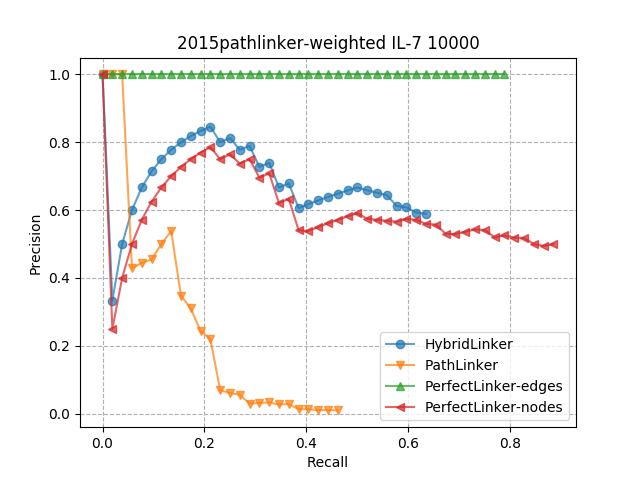 2015pathlinker-weighted IL-7 10000
1.0
0.8
0.6
0.4
0.2
0.0
Precision
0.0 0.2 0.4 0.6 0.8
Recall
HybridLinker
PathLinker
PerfectLinker-edges
PerfectLinker-nodes